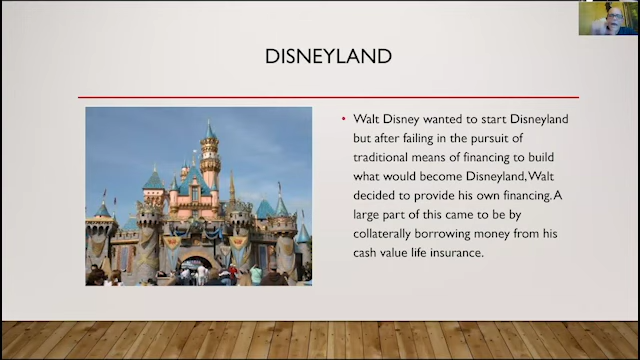 DISNEYLAND
• Walt Disney wanted to start Disneyland
but after failing in the pursuit of
traditional means of financing to build
what would become Disneyland, Walt
decided to provide his own financing. A
large part of this came to be by
collaterally borrowing money from his
cash value life insurance.